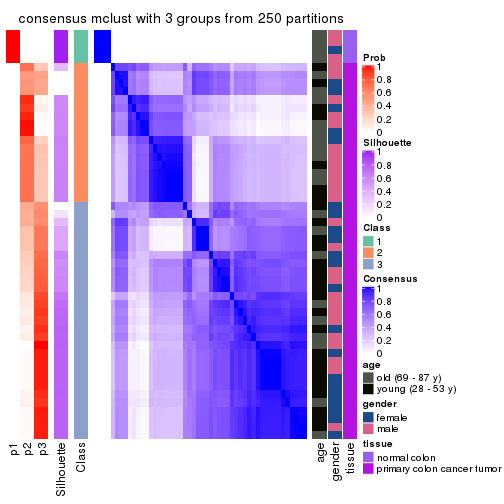 consensus mclust with 3 groups from 250 partitions
Prob
1
0.8
0.6
0.4
0.2
0
Silhouette
1
0.8
0.6
0.4
0.2
0
Class
1
2
3
Consensus
1
0.8
0.6
0.4
0.2
0
age
old (69 - 87 y)
young (28 - 53 y)
gender
female
male
tissue
normal colon
primary colon cancer tumor
p1
p2
p3
Silhouette
Class
age
gender
tissue